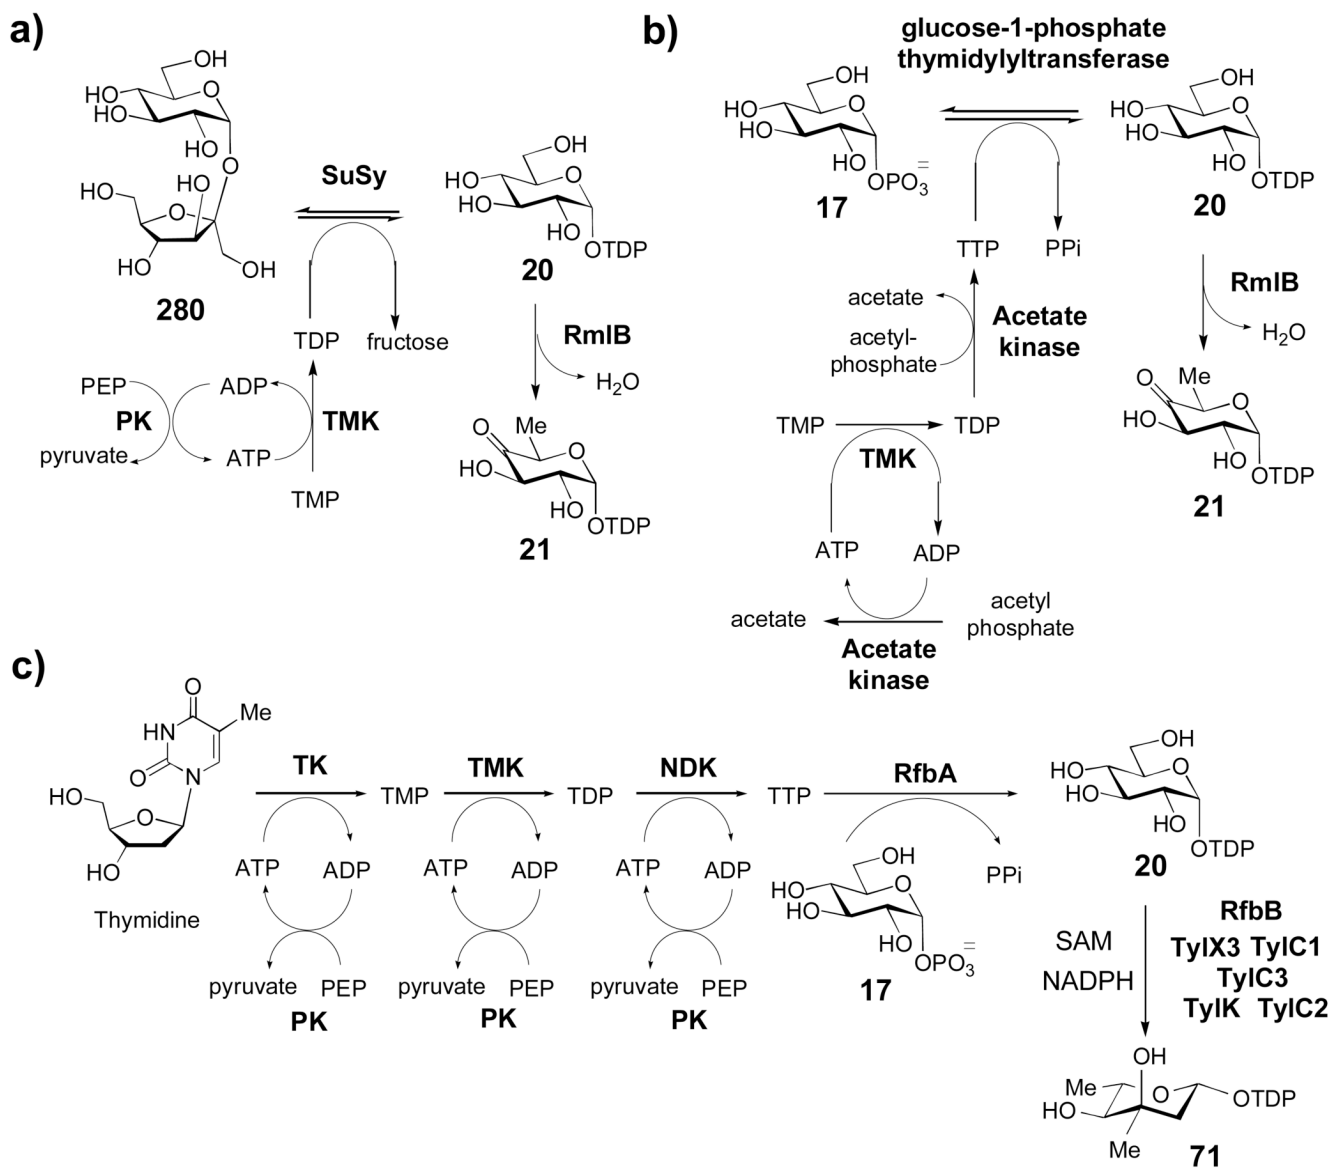 a)
OH
O
HO
HO
HO
O
HO
HO
O
HO
OH
280
SuSy
TDP
fructose
PEP
ADP
PK
TMK
pyruvate
ATP
TMP
OH
HO
O
HO
HO
OTDP
20
RmlB
H2O
Me
O
O
HO
HO
OTDP
21
b)
glucose-1-phosphate
thymidylyltransferase
OH
HO
O
HO
HO
OPO3=
17
TTP
PPi
OH
HO
O
HO
HO
OTDP
20
acetate
acetyl-
phosphate
Acetate
kinase
RmlB
H2O
TMP
TDP
TMK
ATP
ADP
acetate
acetyl
phosphate
Acetate
kinase
O
Me
O
HO
HO
OTDP
21
c)
O
Me
HN
O
N
HO
O
HO
Thymidine
TK
TMP
TMK
TDP
NDK
TTP
RfbA
ATP
ADP
ATP
ADP
ATP
ADP
pyruvate
PEP
pyruvate
PEP
pyruvate
PEP
PK
PK
PK
OH
HO
O
HO
HO
OPO3=
17
PPi
OH
HO
O
HO
HO
OTDP
20
SAM
NADPH
RfbB
TylX3 TylC1
TylC3
TylK TylC2
OH
Me
O
OTDP
HO
Me
71